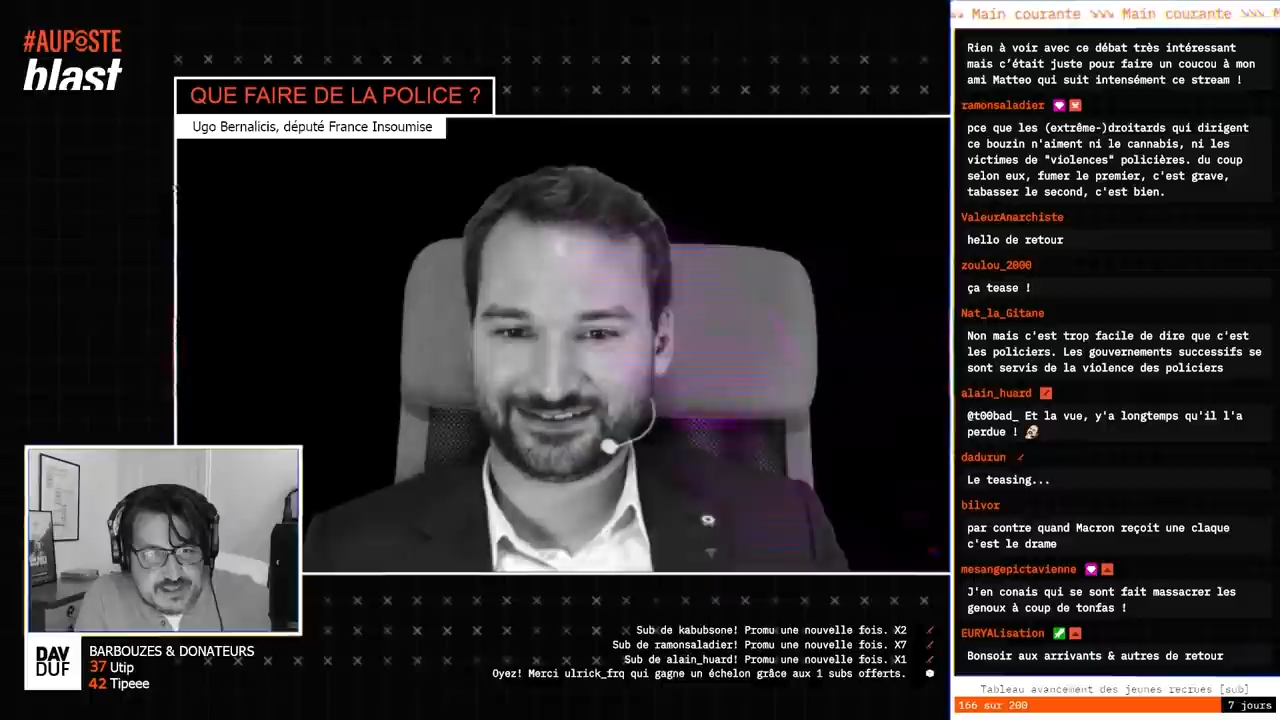 #AUPOSTE
blast
QUE FAIRE DE LA POLICE ?
Ugo Bernalicis, député France Insoumise
DAV
DUF
BARBOUZES & DONATEURS
37 Utip
42 Tipeee
Sub de kabubsone! Promu une nouvelle fois. X2
Sub de ramonsaladier! Promu une nouvelle fois. X7
Sub de alain_huard! Promu une nouvelle fois. X1
Oyez! Merci ulrick_frq qui gagne un échelon grâce aux 1 subs offerts.
Main courante Main courante
Rien à voir avec ce débat très intéressant
mais c'était juste pour faire un coucou à mon
ami Matteo qui suit intensément ce stream !
ramonsaladier
pce que les (extrême-)droitards qui dirigent
ce bouzin n'aiment ni le cannabis, ni les
victimes de "violences" policières. du coup
selon eux, fumer le premier, c'est grave,
tabasser le second, c'est bien.
ValeurAnarchiste
hello de retour
zoulou_2000
ça tease !
Nat_la_Gitane
Non mais c'est trop facile de dire que c'est
les policiers. Les gouvernements successifs se
sont servis de la violence des policiers
alain_huard
@t00bad_ Et la vue, y'a longtemps qu'il l'a
perdue !
dadurun
Le teasing...
bilvor
par contre quand Macron reçoit une claque
c'est le drame
mesangepictavienne
J'en conais qui se sont fait massacrer les
genoux à coup de tonfas !
EURYALisation
Bonsoir aux arrivants & autres de retour
Tableau avancement des jeunes recrues [sub]
166 sur 200
7 jours